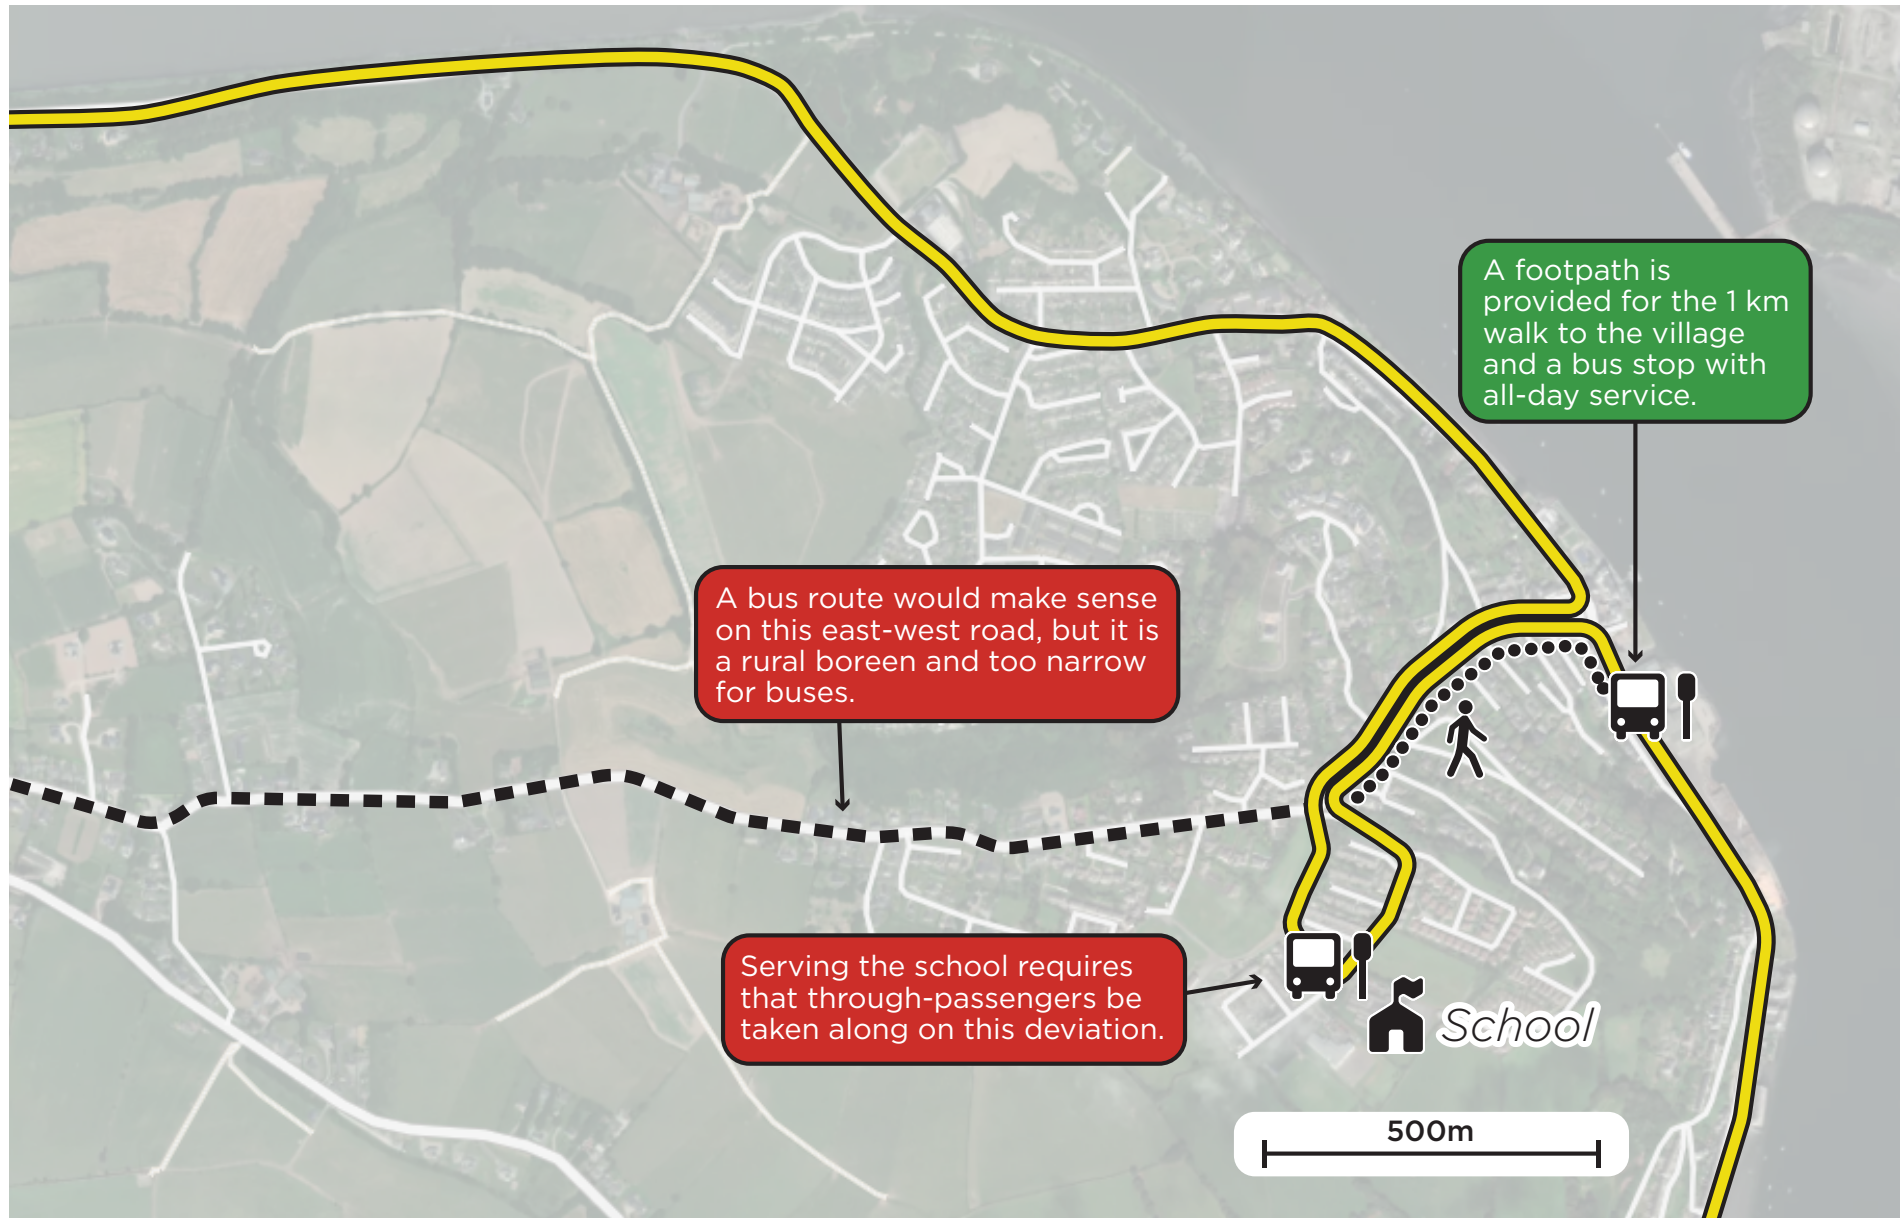 A footpath is
provided for the 1 km
walk to the village
and a bus stop with
all-day service.
A bus route would make sense
on this east-west road, but it is
a rural boreen and too narrow
for buses.
Serving the school requires
that through-passengers be
taken along on this deviation.
School
500m